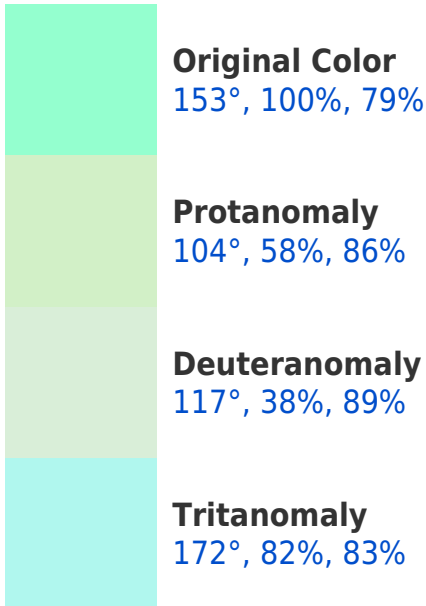 Original Color
153°, 100%, 79%
Protanomaly
104°, 58%, 86%
Deuteranomaly
117°, 38%, 89%
Tritanomaly
172°, 82%, 83%